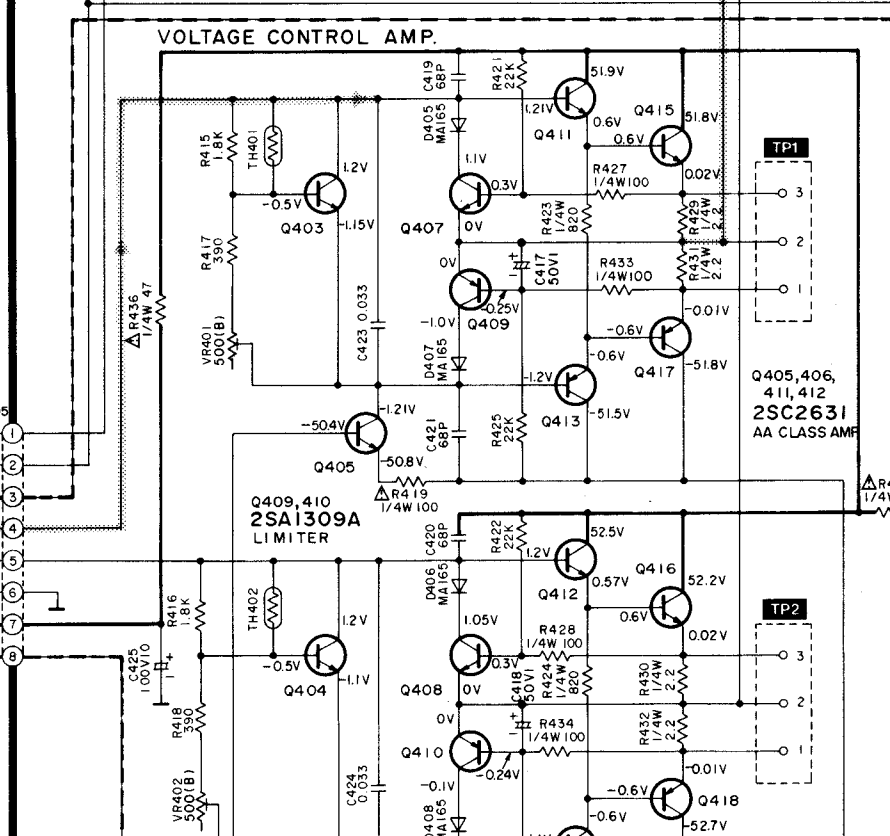 VOLTAGE CONTROL AMP.
C419
68P
R421
22K
51.9V
Q415
51.8V
D405
MA165
1.21V
Q411
0.6V
0.6V
TP1
R415
1.8K
TH401
1.2V
1.1V
R427
1/4W100
0.02V
-0.5V
0.3V
3
Q403
-1.15V
Q407
0V
R423
1/4W
820
R429
1/4W
2.2
2
R417
390
0V
C417
50V1
+
R433
1/4W100
R431
1/4W
2.2
-0.25V
1
R436
1/4W 47
C423 0.033
Q409
-1.0V
-0.01V
VR401
500(B)
D407
MA165
-0.6V
-0.6V
Q417
-51.8V
-1.2V
Q413
-51.5V
Q405,406,
411,412
2SC2631
AA CLASS AMP
-1.21V
-50.4V
Q405
C421
68P
R425
22K
-50.8V
R419
1/4W100
1
2
3
4
5
6
7
8
Q409,410
2SA1309A
LIMITER
C420
68P
R422
22K
52.5V
Q416
52.2V
D406
MA165
1.2V
Q412
0.57V
0.6V
TP2
R416
1.8K
TH402
1.2V
1.05V
R428
1/4W 100
0.02V
-0.5V
0.3V
3
C425
100V10
+
Q404
-1.1V
Q408
0V
C418
50V1
R424
1/4W
820
R430
1/4W
2.2
2
R418
390
0V
+
R434
1/4W100
R432
1/4W
2.2
1
Q410
-0.24V
-0.01V
VR402
500(B)
C424
0.033
-0.1V
D408
MA165
-0.6V
-0.6V
Q418
-52.7V